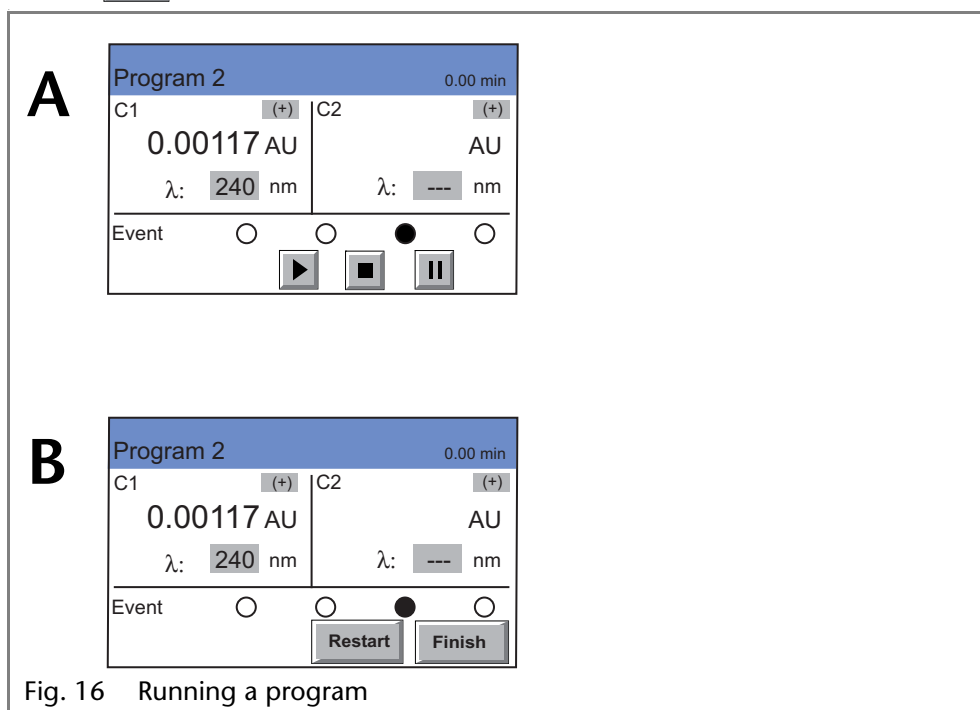 A
Program 2 0.00 min
C1 (+) C2 (+)
0.00117 AU AU
λ: 240 nm λ: --- nm
Event
B
Program 2 0.00 min
C1 (+) C2 (+)
0.00117 AU AU
λ: 240 nm λ: --- nm
Event
Restart Finish
Fig. 16 Running a program